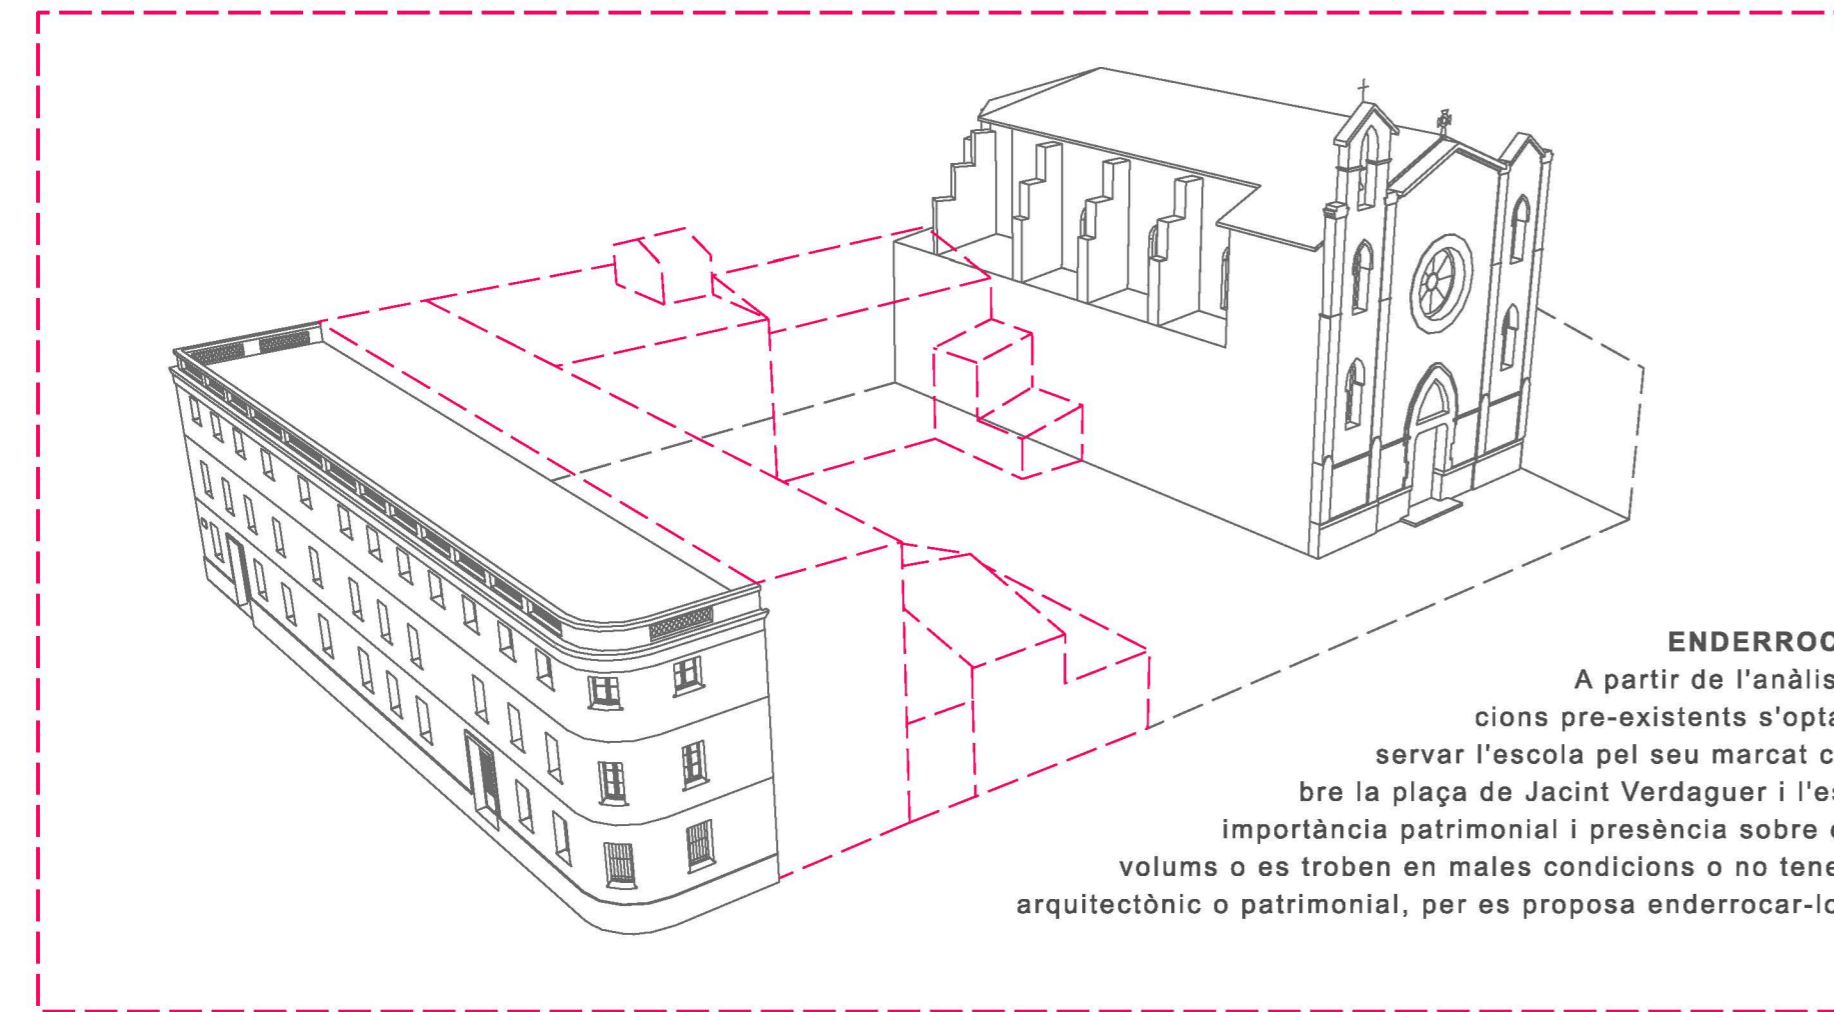 ENDERROC
A partir de l'anàlis
cions pre-existents s'opta
servar l'escola pel seu marcat c
bre la plaça de Jacint Verdaguer i l'es
importància patrimonial i presència sobre e
volums o es troben en males condicions o no tene
arquitectònic o patrimonial, per es proposa enderrocar-lo